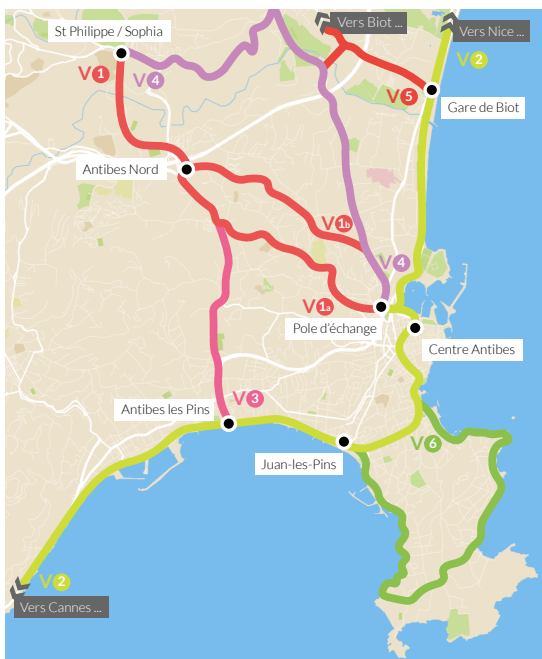 Vers Biot ...
Vers Nice ...
St Philippe / Sophia
V2
V1
V4
V5
Gare de Biot
Antibes Nord
V1b
V4
V1a
Pole d'échange
Centre Antibes
V3
Antibes les Pins
V6
Juan-les-Pins
V2
Vers Cannes ...